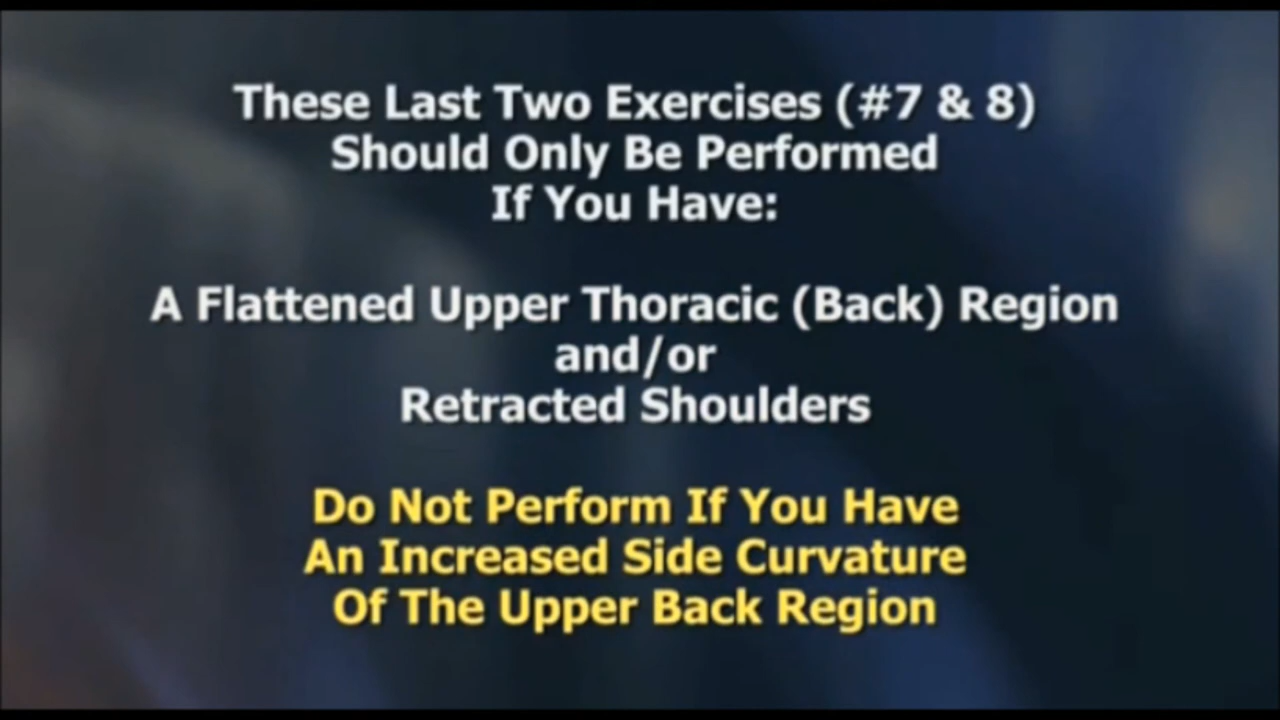 These Last Two Exercises (#7 & 8)
Should Only Be Performed
If You Have:
A Flattened Upper Thoracic (Back) Region
and/or
Retracted Shoulders
Do Not Perform If You Have
An Increased Side Curvature
Of The Upper Back Region